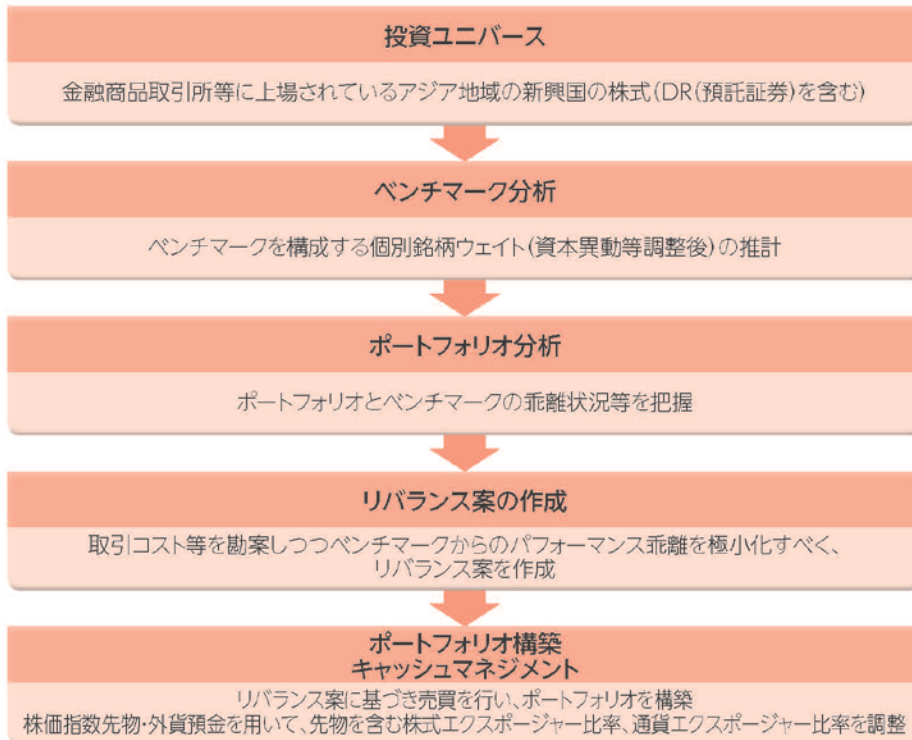 投資ユニバース
金融商品取引所等に上場されているアジア地域の新興国の株式(DR(預託証券)を含む)
ベンチマーク分析
ベンチマークを構成する個別銘柄ウェイト(資本異動等調整後)の推計
ポートフォリオ分析
ポートフォリオとベンチマークの乖離状況等を把握
リバランス案の作成
取引コスト等を勘案しつつベンチマークからのパフォーマンス乖離を極小化すべく、
リバランス案を作成
ポートフォリオ構築
キャッシュマネジメント
リバランス案に基づき売買を行い、ポートフォリオを構築
株価指数先物・外貨預金を用いて、先物を含む株式エクスポージャー比率、通貨エクスポージャー比率を調整